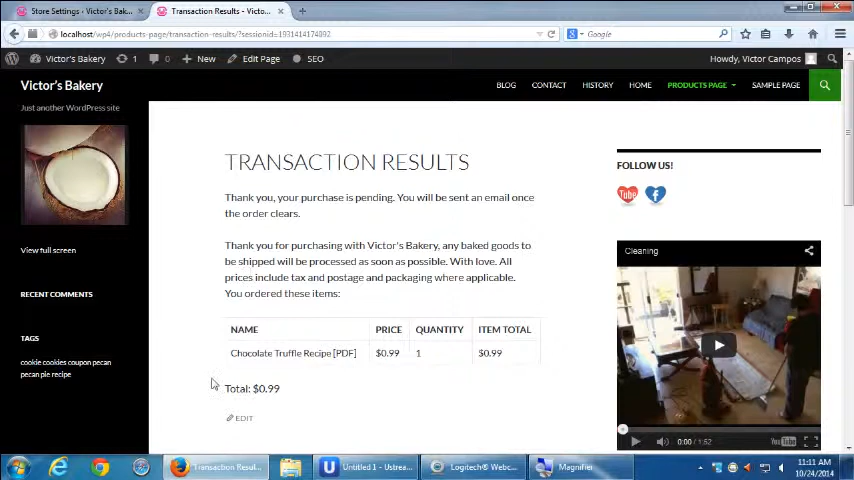 Store Settings ‹ Victor's Bak...
Transaction Results - Victo...
localhost/wp4/products-page/transaction-results/?sessionid=1931414174892
Google
Victor's Bakery
1
0
New
Edit Page
SEO
Howdy, Victor Campos
Victor's Bakery
BLOG
CONTACT
HISTORY
HOME
PRODUCTS PAGE
SAMPLE PAGE
Just another WordPress site
View full screen
RECENT COMMENTS
TAGS
cookie cookies coupon pecan
pecan pie recipe
TRANSACTION RESULTS
Thank you, your purchase is pending. You will be sent an email once
the order clears.
Thank you for purchasing with Victor's Bakery, any baked goods to
be shipped will be processed as soon as possible. With love. All
prices include tax and postage and packaging where applicable.
You ordered these items:
NAME PRICE QUANTITY ITEM TOTAL
Chocolate Truffle Recipe [PDF] $0.99 1 $0.99
Total: $0.99
EDIT
FOLLOW US!
Tube
f
Cleaning
0:00 / 1:52
YouTube
Transaction Resul...
Untitled 1 - Ustrea...
Logitech® Webc...
Magnifier
11:11 AM
10/24/2014